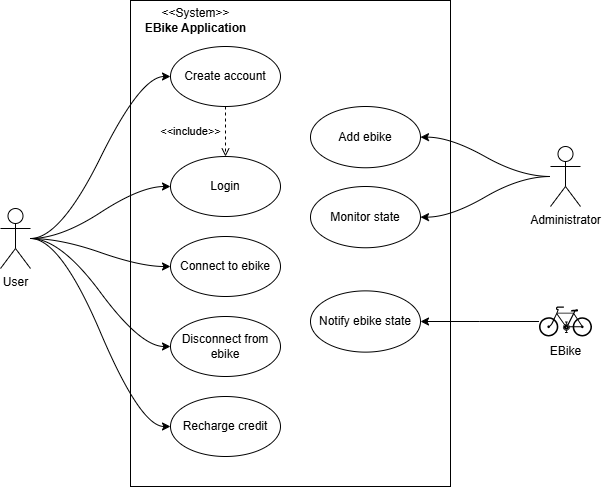 <<System>>
EBike Application
Create account
<<include>>
Add ebike
Login
Monitor state
Administrator
User
Connect to ebike
Notify ebike state
EBike
Disconnect from
ebike
Recharge credit